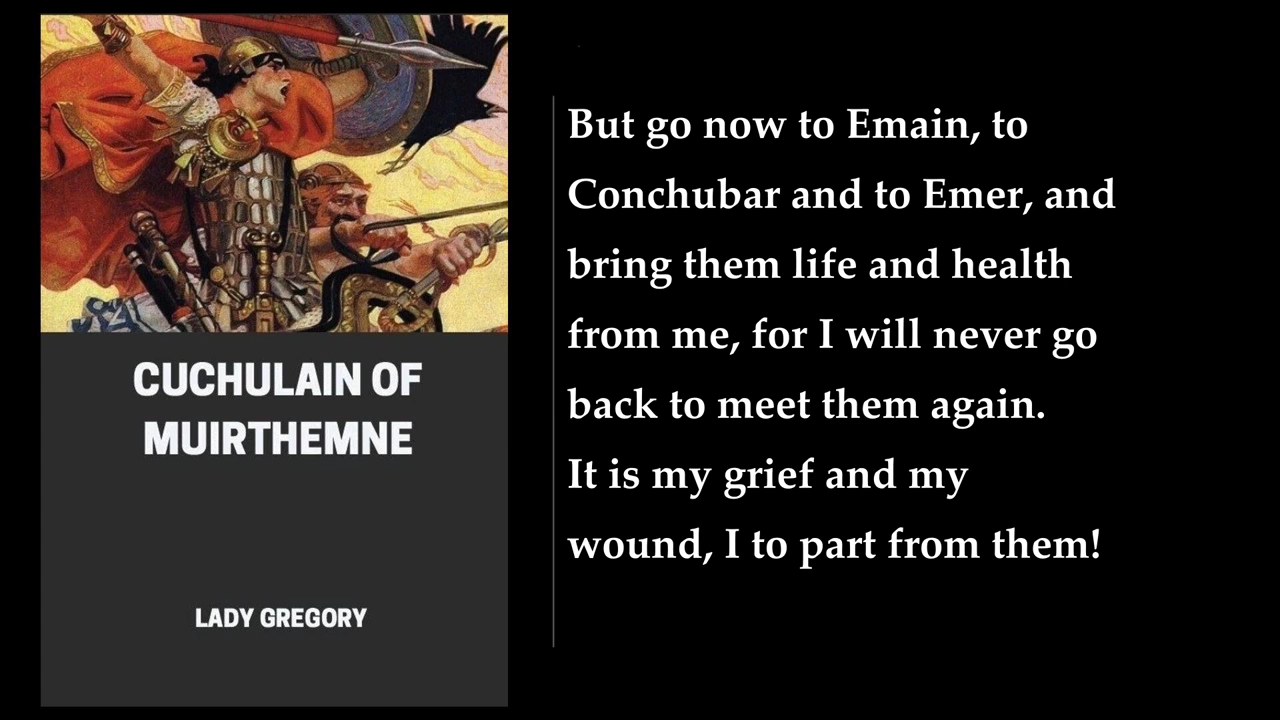 CUCHULAIN OF
MUIRTHEMNE
LADY GREGORY
But go now to Emain, to
Conchubar and to Emer, and
bring them life and health
from me, for I will never go
back to meet them again.
It is my grief and my
wound, I to part from them!